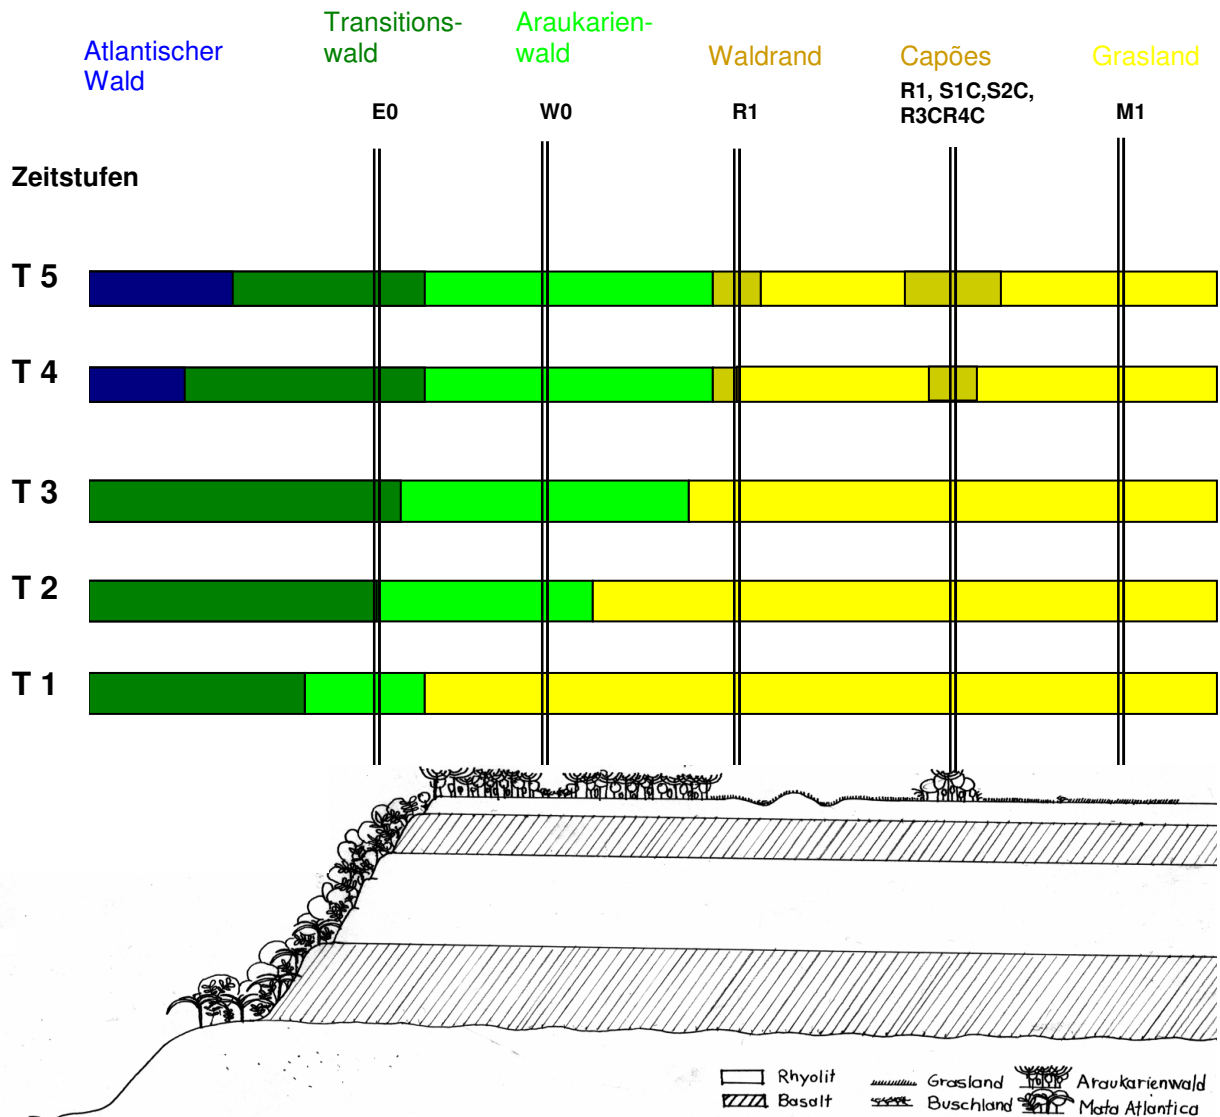 Atlantischer
Wald
Transitions-
wald
Araukarien-
wald
Waldrand
Capões
Grasland
E0
W0
R1
R1, S1C,S2C,
R3CR4C
M1
Zeitstufen
T 5
T 4
T 3
T 2
T 1
Rhyolit
Basalt
Grasland
Buschland
Araukarienwald
Mata Atlantica